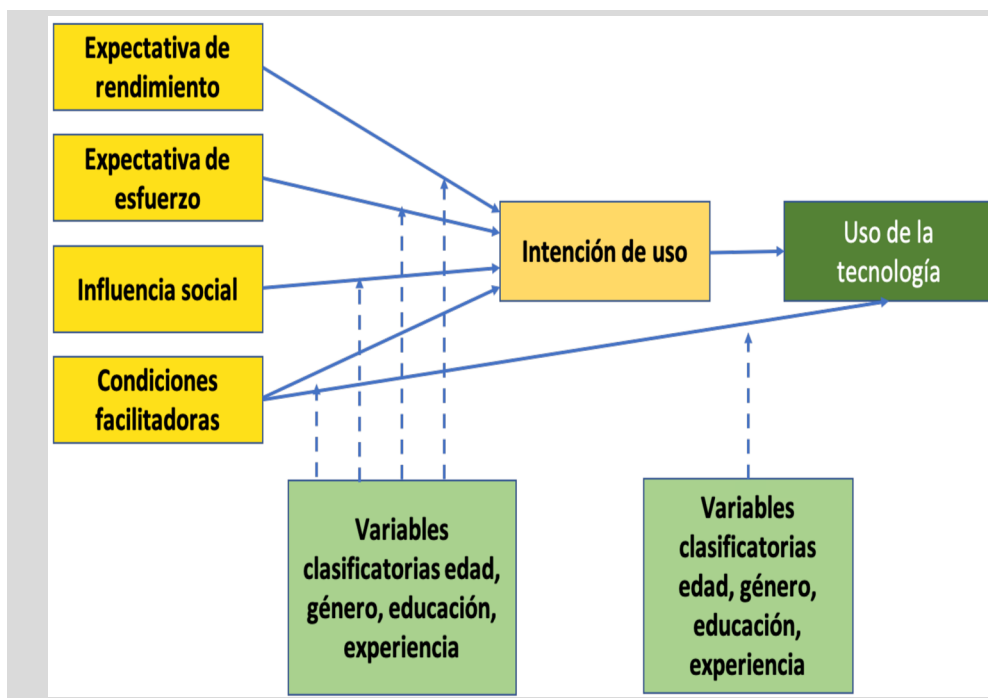 Expectativa de
rendimiento
Expectativa de
esfuerzo
Influencia social
Condiciones
facilitadoras
Intención de uso
Uso de la
tecnología
Variables
clasificatorias edad,
género, educación,
experiencia
Variables
clasificatorias
edad, género,
educación,
experiencia